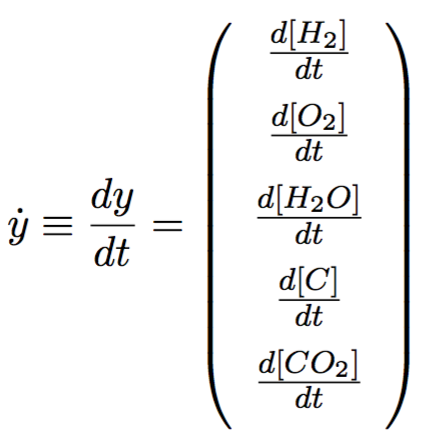 ẏ ≡ dy/dt = ( d[H₂]/dt
d[O₂]/dt
d[H₂O]/dt
d[C]/dt
d[CO₂]/dt )